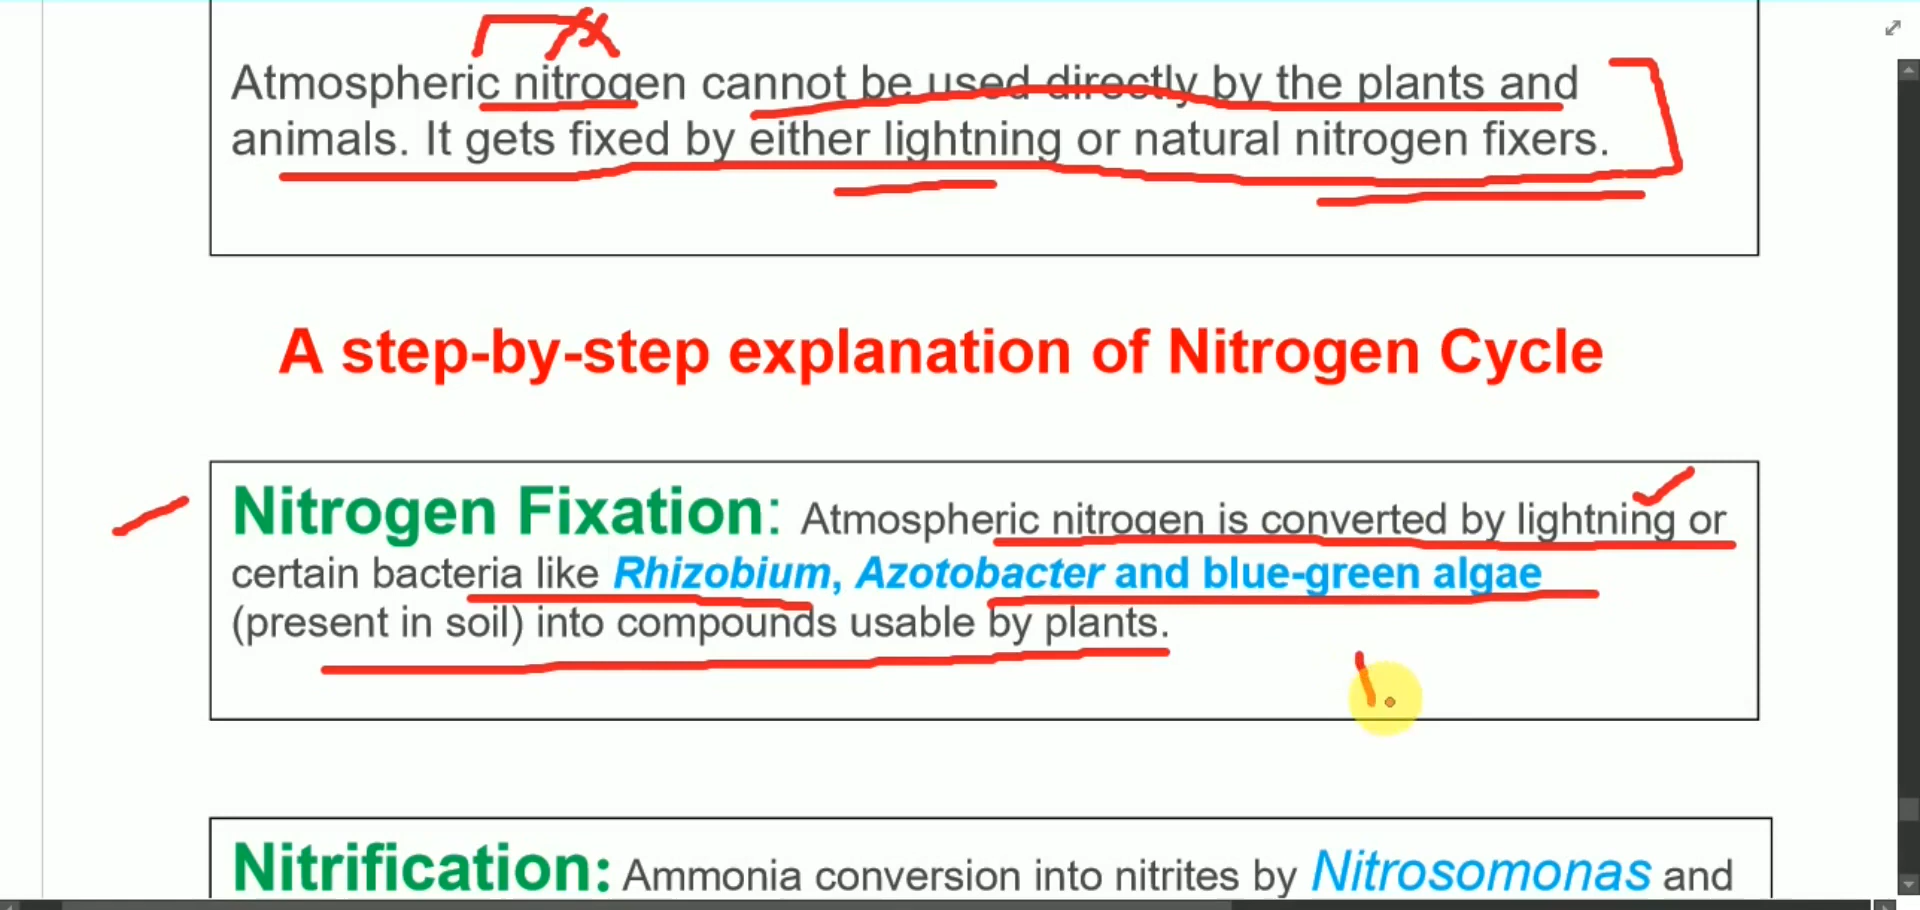 Atmospheric nitrogen cannot be used directly by the plants and
animals. It gets fixed by either lightning or natural nitrogen fixers.
A step-by-step explanation of Nitrogen Cycle
Nitrogen Fixation: Atmospheric nitrogen is converted by lightning or
certain bacteria like Rhizobium, Azotobacter and blue-green algae
(present in soil) into compounds usable by plants.
Nitrification: Ammonia conversion into nitrites by Nitrosomonas and